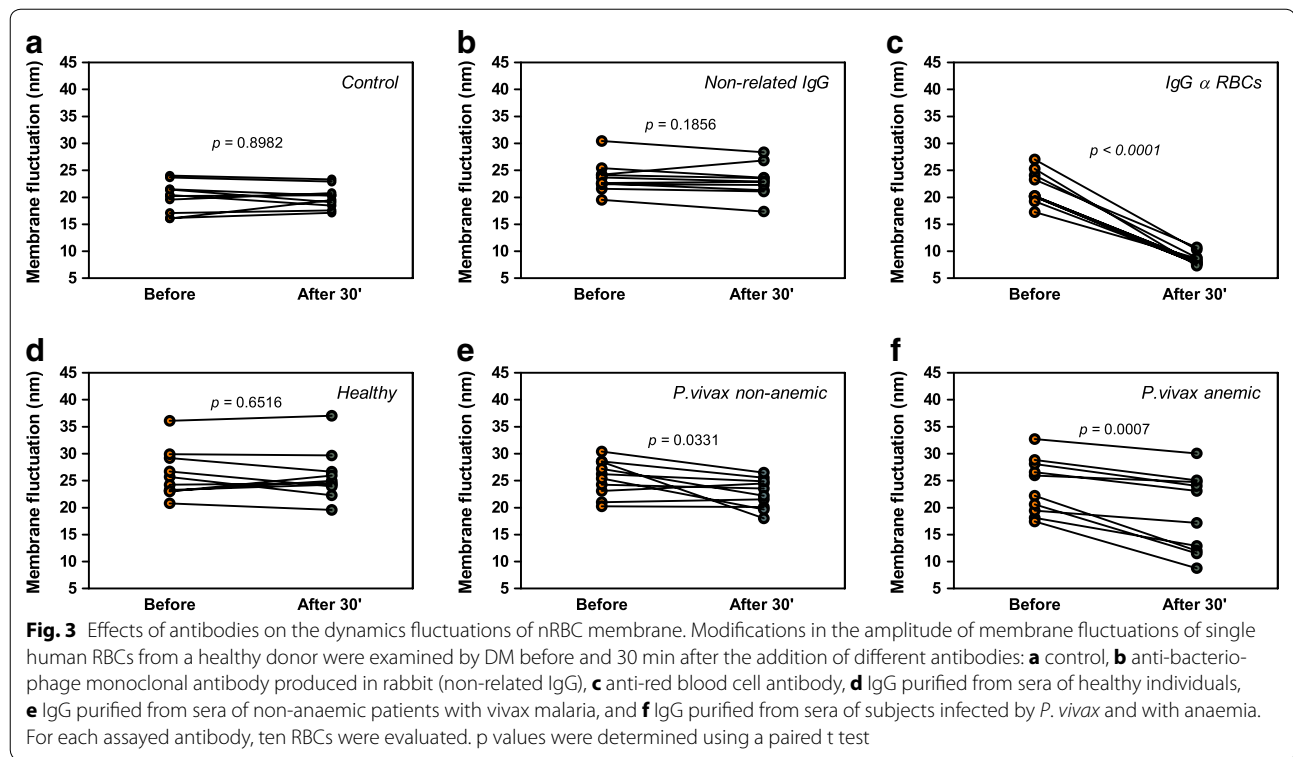 a
Membrane fluctuation (nm)
45
40
35
30
25
20
15
10
5
Control
p = 0.8982
Before After 30'
b
Membrane fluctuation (nm)
45
40
35
30
25
20
15
10
5
Non-related IgG
p = 0.1856
Before After 30'
c
Membrane fluctuation (nm)
45
40
35
30
25
20
15
10
5
IgG α RBCs
p < 0.0001
Before After 30'
d
Membrane fluctuation (nm)
45
40
35
30
25
20
15
10
5
Healthy
p = 0.6516
Before After 30'
e
Membrane fluctuation (nm)
45
40
35
30
25
20
15
10
5
P.vivax non-anemic
p = 0.0331
Before After 30'
f
Membrane fluctuation (nm)
45
40
35
30
25
20
15
10
5
P.vivax anemic
p = 0.0007
Before After 30'
Fig. 3 Effects of antibodies on the dynamics fluctuations of nRBC membrane. Modifications in the amplitude of membrane fluctuations of single
human RBCs from a healthy donor were examined by DM before and 30 min after the addition of different antibodies: a control, b anti-bacterio-
phage monoclonal antibody produced in rabbit (non-related IgG), c anti-red blood cell antibody, d IgG purified from sera of healthy individuals,
e IgG purified from sera of non-anaemic patients with vivax malaria, and f IgG purified from sera of subjects infected by P. vivax and with anaemia.
For each assayed antibody, ten RBCs were evaluated. p values were determined using a paired t test